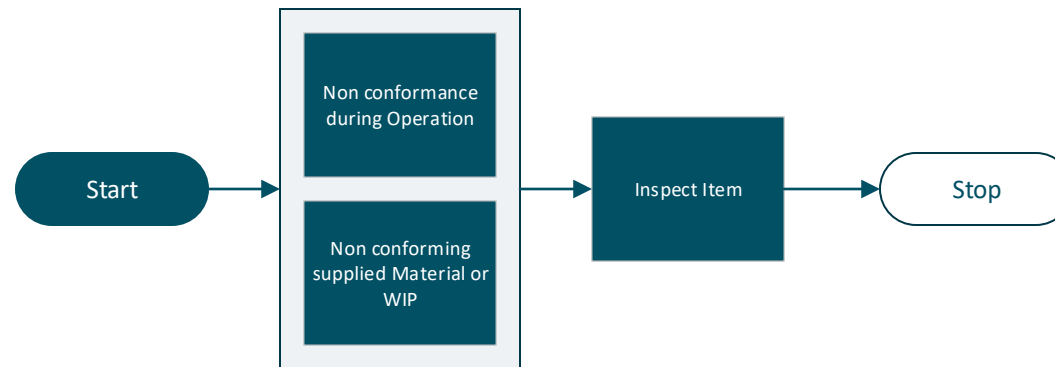 Start
Non conformance
during Operation
Non conforming
supplied Material or
WIP
Inspect Item
Stop